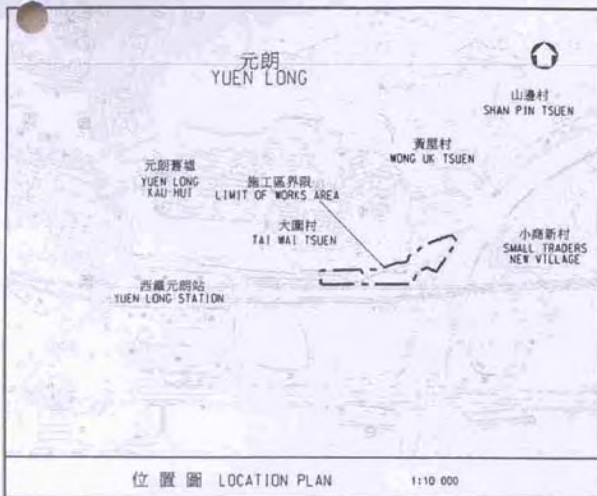 元朗
YUEN LONG
山邊村
SHAN PIN TSUEN
黃屋村
WONG UK TSUEN
元朗舊墟
YUEN LONG
KAU HUI
施工區界限
LIMIT OF WORKS AREA
大圍村
TAI WAI TSUEN
小商新村
SMALL TRADERS
NEW VILLAGE
西鐵元朗站
YUEN LONG STATION
位置圖 LOCATION PLAN 1:10 000